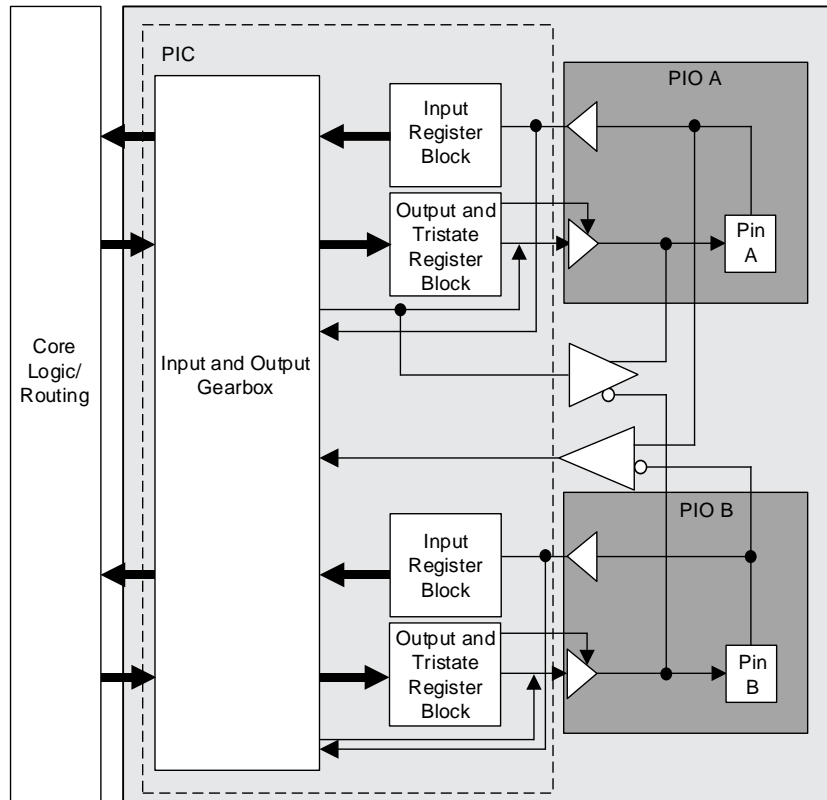 PIC
PIO A
Input
Register
Block
Output and
Tristate
Register
Block
Pin
A
Core
Logic/
Routing
Input and Output
Gearbox
PIO B
Input
Register
Block
Output and
Tristate
Register
Block
Pin
B